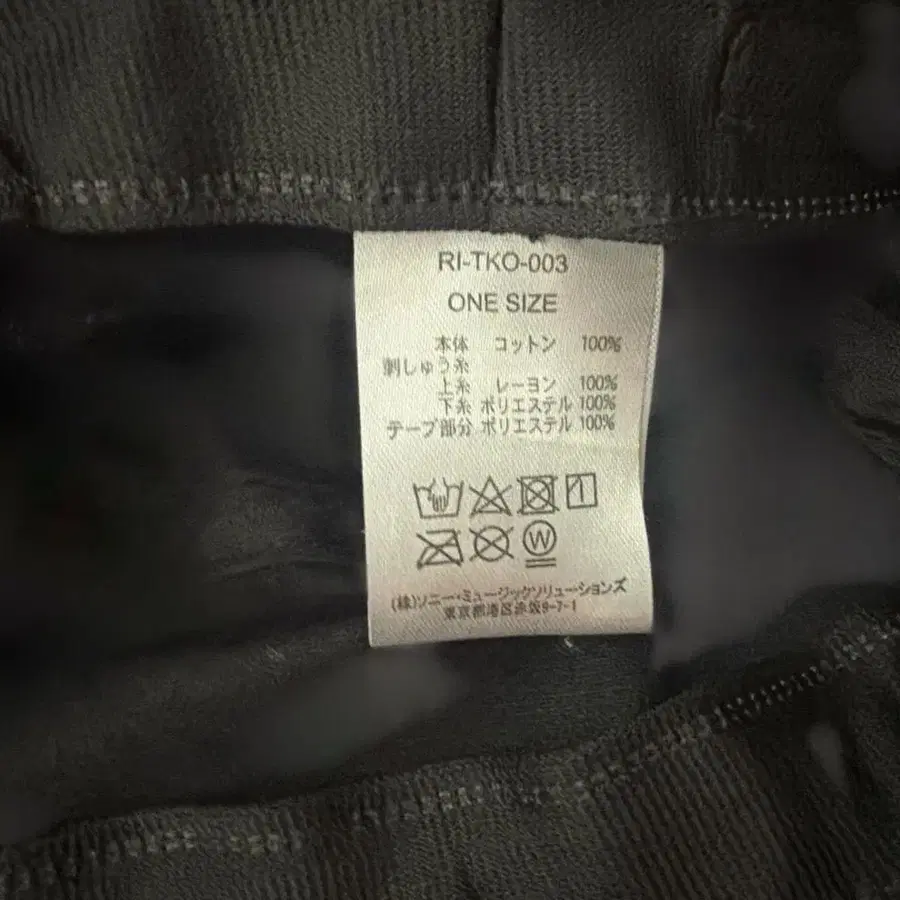 RI-TKO-003
ONE SIZE
本体 コットン 100%
刺しゅう糸
上糸 レーヨン 100%
下糸 ポリエステル 100%
テープ部分 ポリエステル 100%
W
(株)ソニー・ミュージックソリューションズ
東京都港区赤坂9-7-1